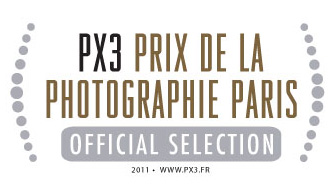 PX3 PRIX DE LA
PHOTOGRAPHIE PARIS
OFFICIAL SELECTION
2011 • WWW.PX3.FR